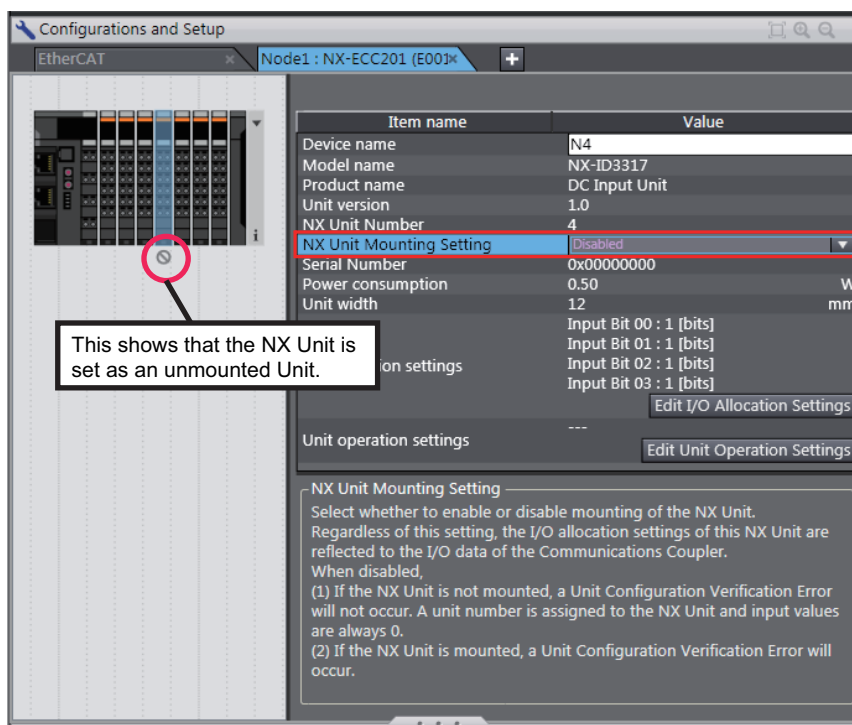 Configurations and Setup
EtherCAT
Node1 : NX-ECC201 (E001
Item name Value
Device name N4
Model name NX-ID3317
Product name DC Input Unit
Unit version 1.0
NX Unit Number 4
NX Unit Mounting Setting Disabled
Serial Number 0x00000000
Power consumption 0.50 W
Unit width 12 mm
Input Bit 00 : 1 [bits]
Input Bit 01 : 1 [bits]
ion settings Input Bit 02 : 1 [bits]
Input Bit 03 : 1 [bits]
Edit I/O Allocation Settings
Unit operation settings ---
Edit Unit Operation Settings
This shows that the NX Unit is
set as an unmounted Unit.
NX Unit Mounting Setting
Select whether to enable or disable mounting of the NX Unit.
Regardless of this setting, the I/O allocation settings of this NX Unit are
reflected to the I/O data of the Communications Coupler.
When disabled,
(1) If the NX Unit is not mounted, a Unit Configuration Verification Error
will not occur. A unit number is assigned to the NX Unit and input values
are always 0.
(2) If the NX Unit is mounted, a Unit Configuration Verification Error will
occur.